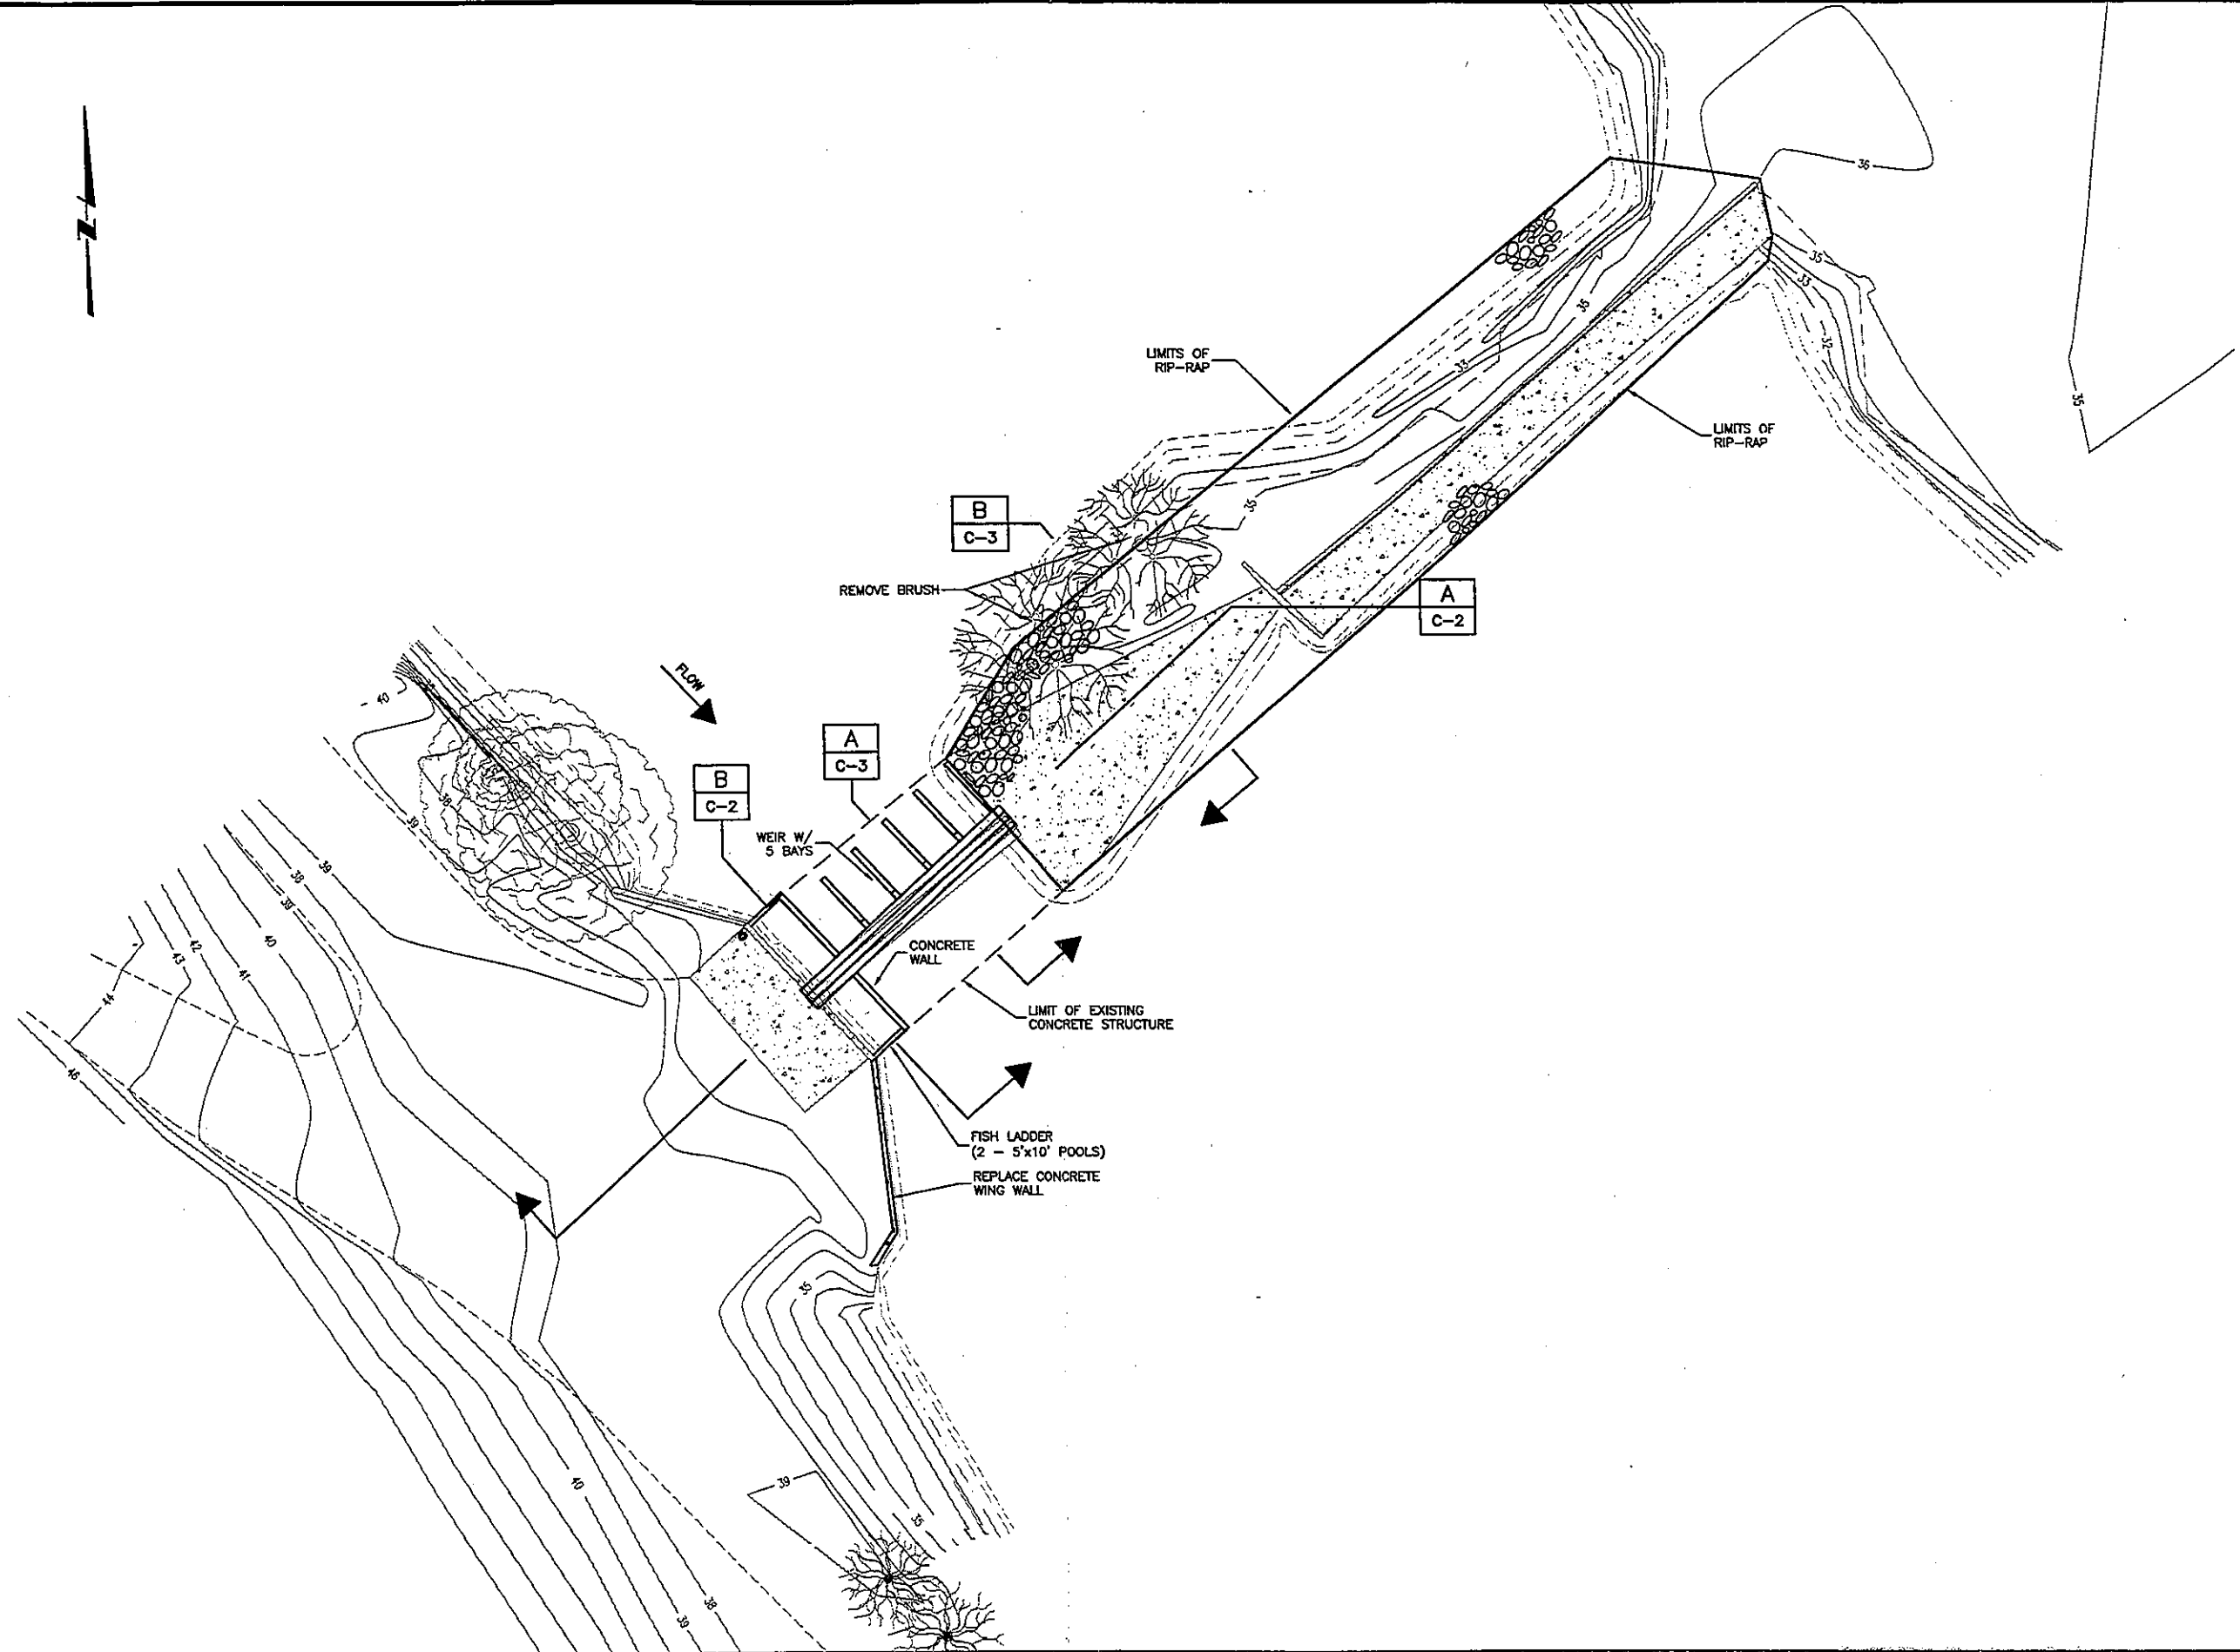 N
36
35
33
32
35
35
33
LIMITS OF
RIP-RAP
LIMITS OF
RIP-RAP
35
B
C-3
REMOVE BRUSH
A
C-2
FLOW
40
38
39
A
C-3
B
C-2
WEIR W/
5 BAYS
39
38
39
40
41
42
43
44
46
CONCRETE
WALL
LIMIT OF EXISTING
CONCRETE STRUCTURE
FISH LADDER
(2 - 5'x10' POOLS)
REPLACE CONCRETE
WING WALL
35
39
40
35
38
39